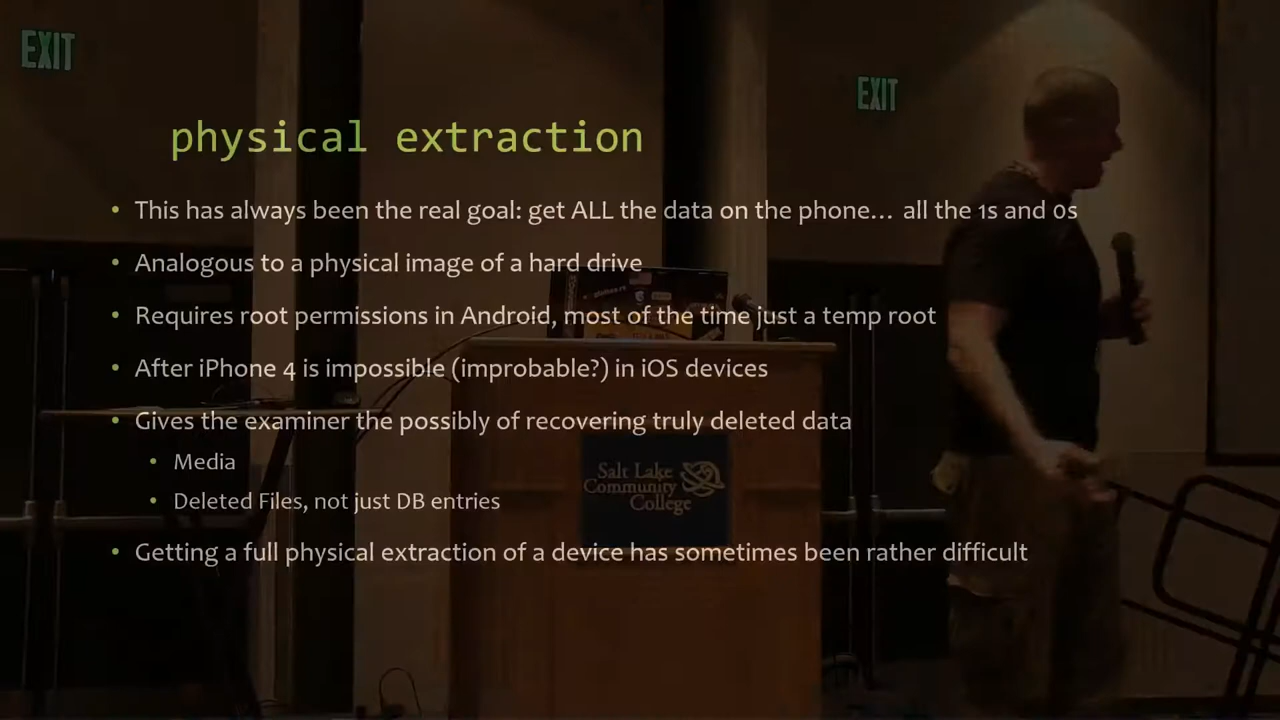 EXIT
EXIT
physical extraction
This has always been the real goal: get ALL the data on the phone… all the 1s and 0s
Analogous to a physical image of a hard drive
Requires root permissions in Android, most of the time just a temp root
After iPhone 4 is impossible (improbable?) in iOS devices
Gives the examiner the possibly of recovering truly deleted data
Media
Deleted Files, not just DB entries
Getting a full physical extraction of a device has sometimes been rather difficult
Salt Lake
Community
College